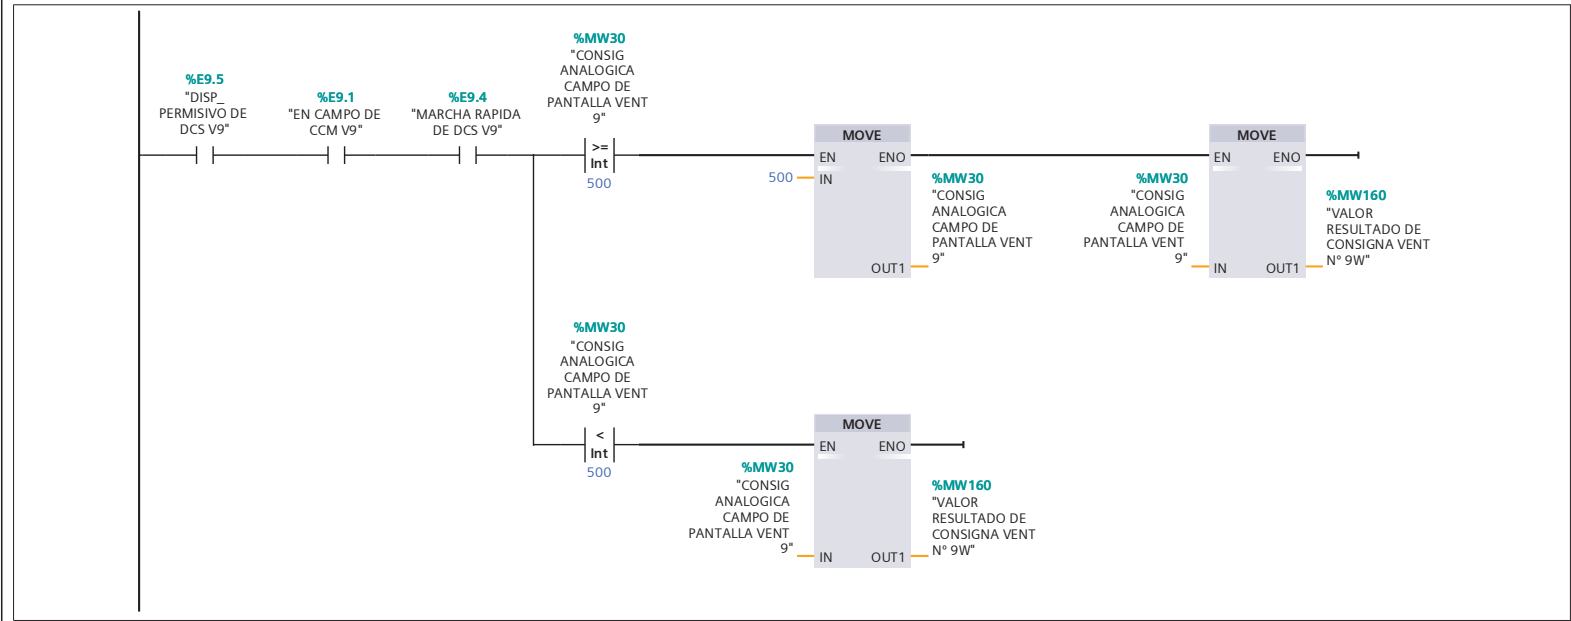 %MW30
"CONSIG
ANALOGICA
CAMPO DE
PANTALLA VENT
9"
%E9.5
"DISP_
PERMISIVO DE
DCS V9"
%E9.1
"EN CAMPO DE
CCM V9"
%E9.4
"MARCHA RAPIDA
DE DCS V9"
>=
Int
500
MOVE
EN ENO
500 IN
OUT1
%MW30
"CONSIG
ANALOGICA
CAMPO DE
PANTALLA VENT
9"
MOVE
EN ENO
%MW30
"CONSIG
ANALOGICA
CAMPO DE
PANTALLA VENT
9"
IN OUT1
%MW160
"VALOR
RESULTADO DE
CONSIGNA VENT
Nº 9W"
%MW30
"CONSIG
ANALOGICA
CAMPO DE
PANTALLA VENT
9"
<
Int
500
MOVE
EN ENO
%MW30
"CONSIG
ANALOGICA
CAMPO DE
PANTALLA VENT
9"
IN OUT1
%MW160
"VALOR
RESULTADO DE
CONSIGNA VENT
Nº 9W"